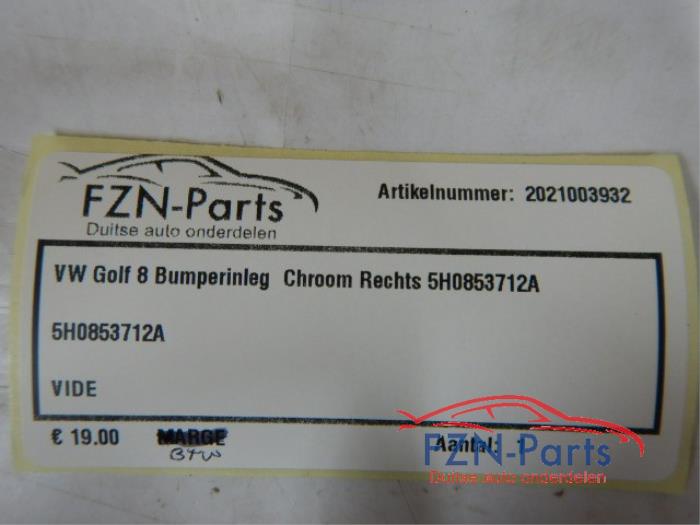 FZN-Parts
Duitse auto onderdelen
Artikelnummer: 2021003932
VW Golf 8 Bumperinleg Chroom Rechts 5H0853712A
5H0853712A
VIDE
€ 19.00 MARGE Aantal: 1
BTW
FZN-Parts
Duitse auto onderdelen